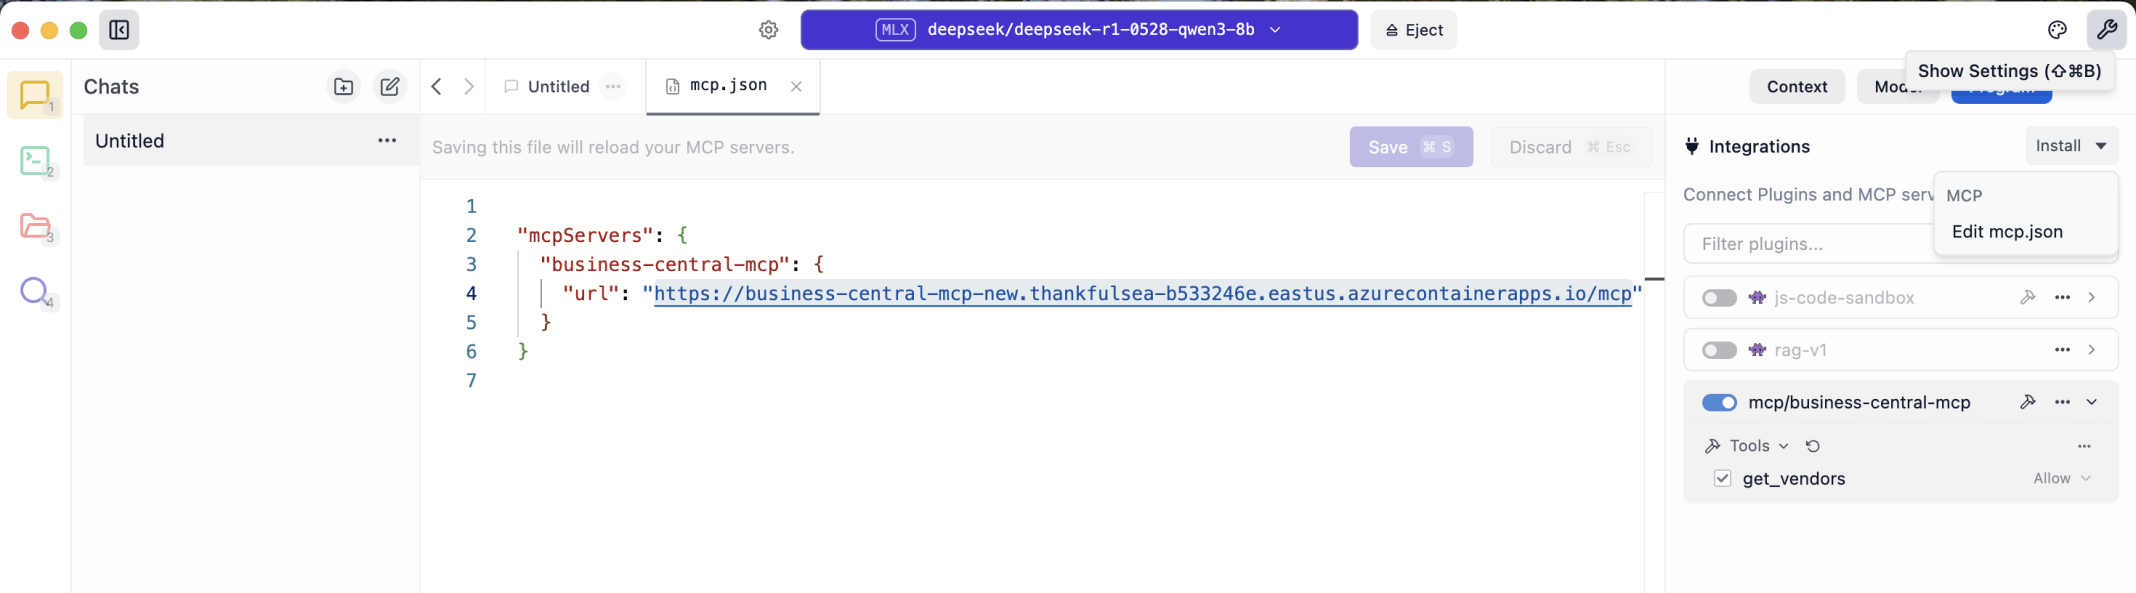 MLX deepseek/deepseek-r1-0528-qwen3-8b
Eject
Show Settings (⇧⌘B)
1
2
3
4
Chats
Untitled
Untitled
mcp.json
Saving this file will reload your MCP servers.
Save ⌘ S
Discard ⌘ Esc
1
2 "mcpServers": {
3 "business-central-mcp": {
4 "url": "https://business-central-mcp-new.thankfulsea-b533246e.eastus.azurecontainerapps.io/mcp"
5 }
6 }
7
Context
Integrations
Install
Connect Plugins and MCP
MCP
Edit mcp.json
Filter plugins...
js-code-sandbox
rag-v1
mcp/business-central-mcp
Tools
get_vendors
Allow